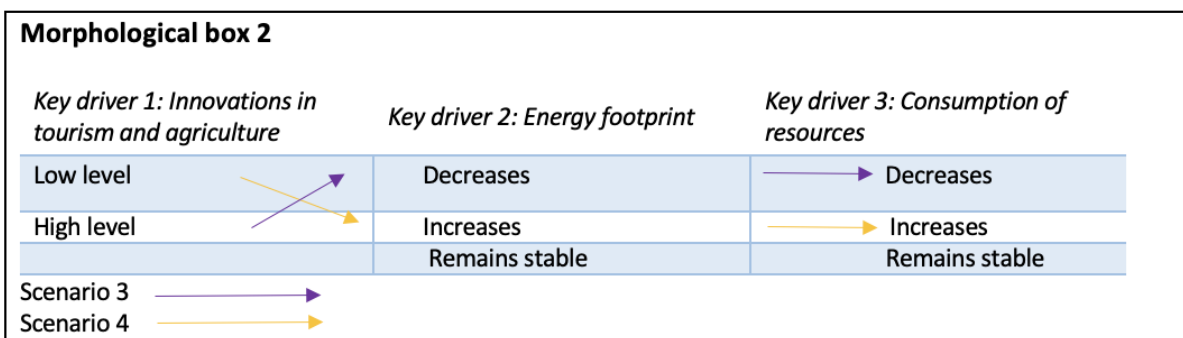 Morphological box 2
Key driver 1: Innovations in
tourism and agriculture
Key driver 2: Energy footprint
Key driver 3: Consumption of
resources
Low level
Decreases
Decreases
High level
Increases
Increases
Remains stable
Remains stable
Scenario 3
Scenario 4